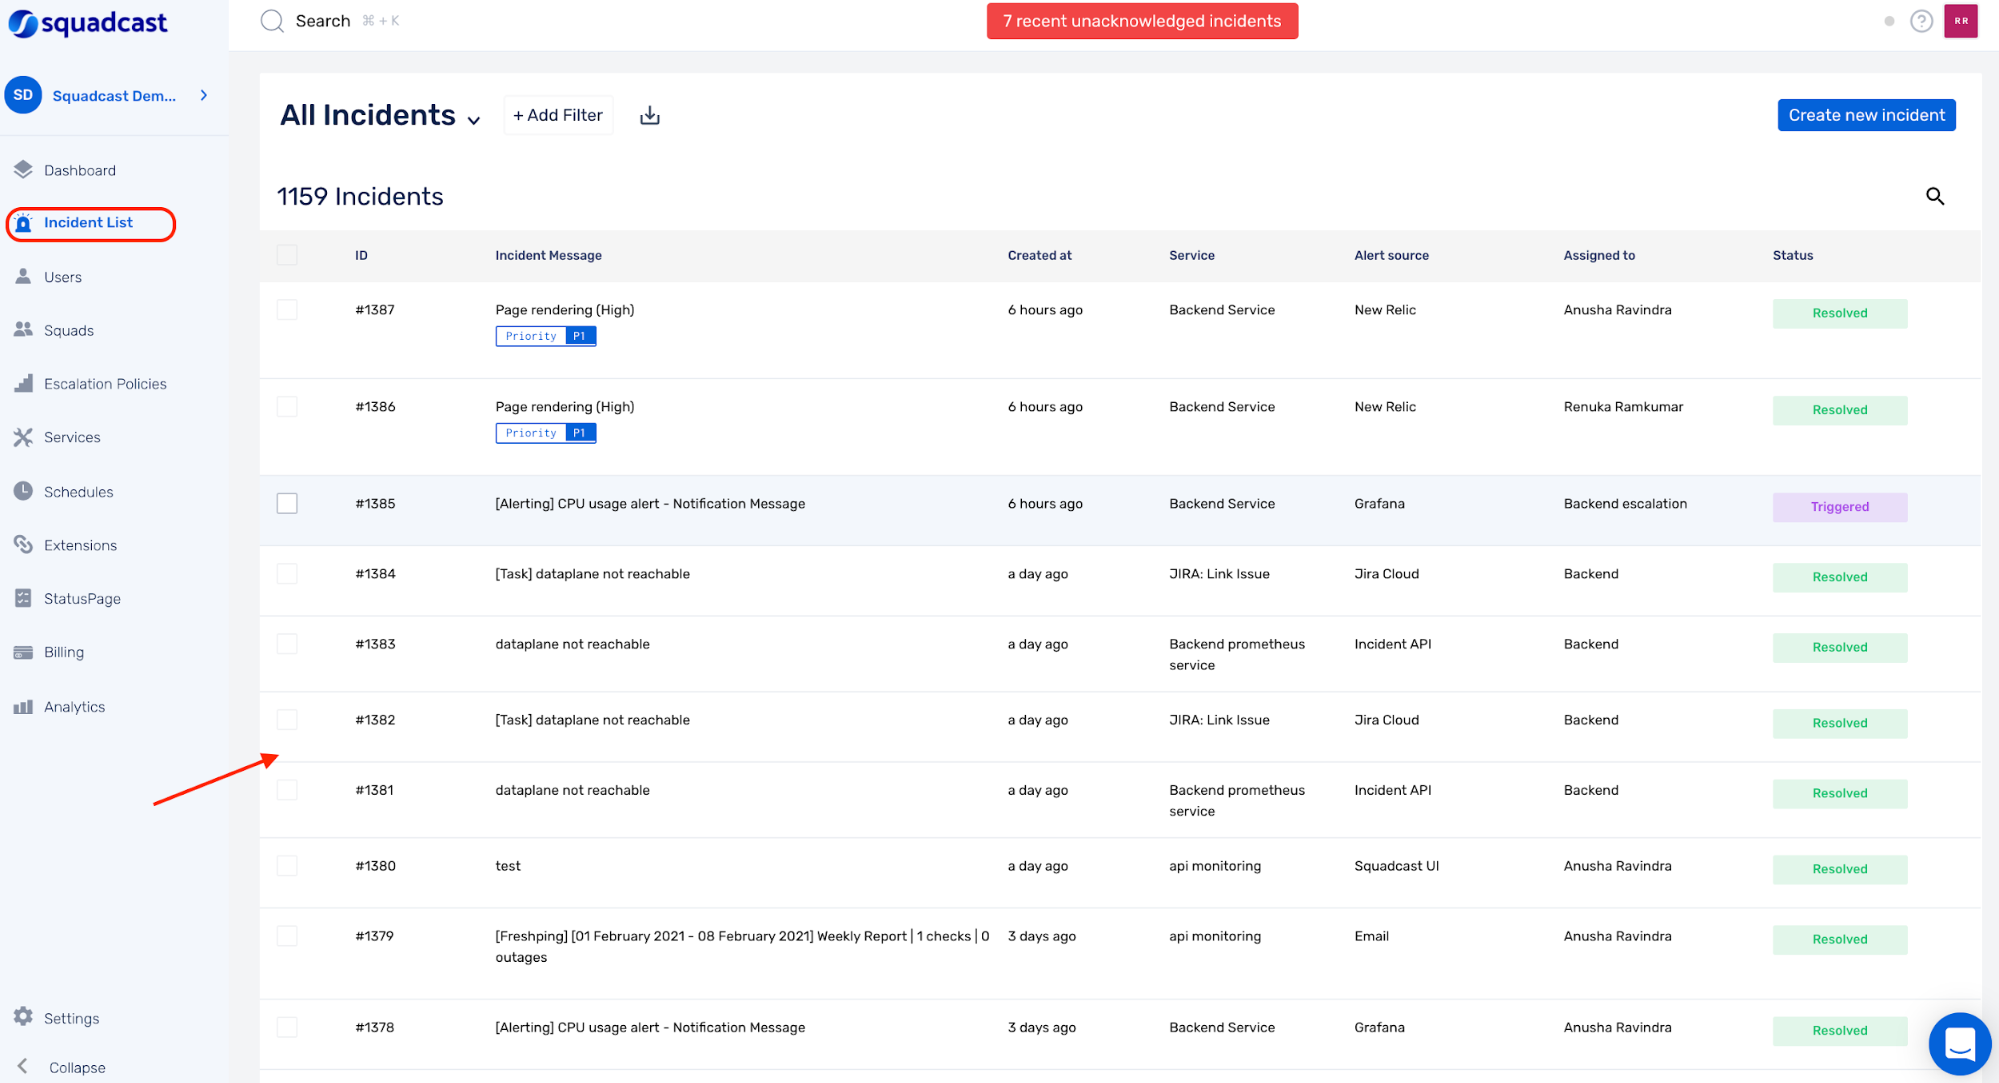 squadcast
Search ⌘ + K
7 recent unacknowledged incidents
RR
SD Squadcast Dem...
Dashboard
Incident List
Users
Squads
Escalation Policies
Services
Schedules
Extensions
StatusPage
Billing
Analytics
Settings
Collapse
All Incidents
+ Add Filter
Create new incident
1159 Incidents
ID Incident Message Created at Service Alert source Assigned to Status
#1387 Page rendering (High) 6 hours ago Backend Service New Relic Anusha Ravindra Resolved
Priority P1
#1386 Page rendering (High) 6 hours ago Backend Service New Relic Renuka Ramkumar Resolved
Priority P1
#1385 [Alerting] CPU usage alert - Notification Message 6 hours ago Backend Service Grafana Backend escalation Triggered
#1384 [Task] dataplane not reachable a day ago JIRA: Link Issue Jira Cloud Backend Resolved
#1383 dataplane not reachable a day ago Backend prometheus Incident API Backend Resolved
service
#1382 [Task] dataplane not reachable a day ago JIRA: Link Issue Jira Cloud Backend Resolved
#1381 dataplane not reachable a day ago Backend prometheus Incident API Backend Resolved
service
#1380 test a day ago api monitoring Squadcast UI Anusha Ravindra Resolved
#1379 [Freshping] [01 February 2021 - 08 February 2021] Weekly Report | 1 checks | 0 3 days ago api monitoring Email Anusha Ravindra Resolved
outages
#1378 [Alerting] CPU usage alert - Notification Message 3 days ago Backend Service Grafana Anusha Ravindra Resolved